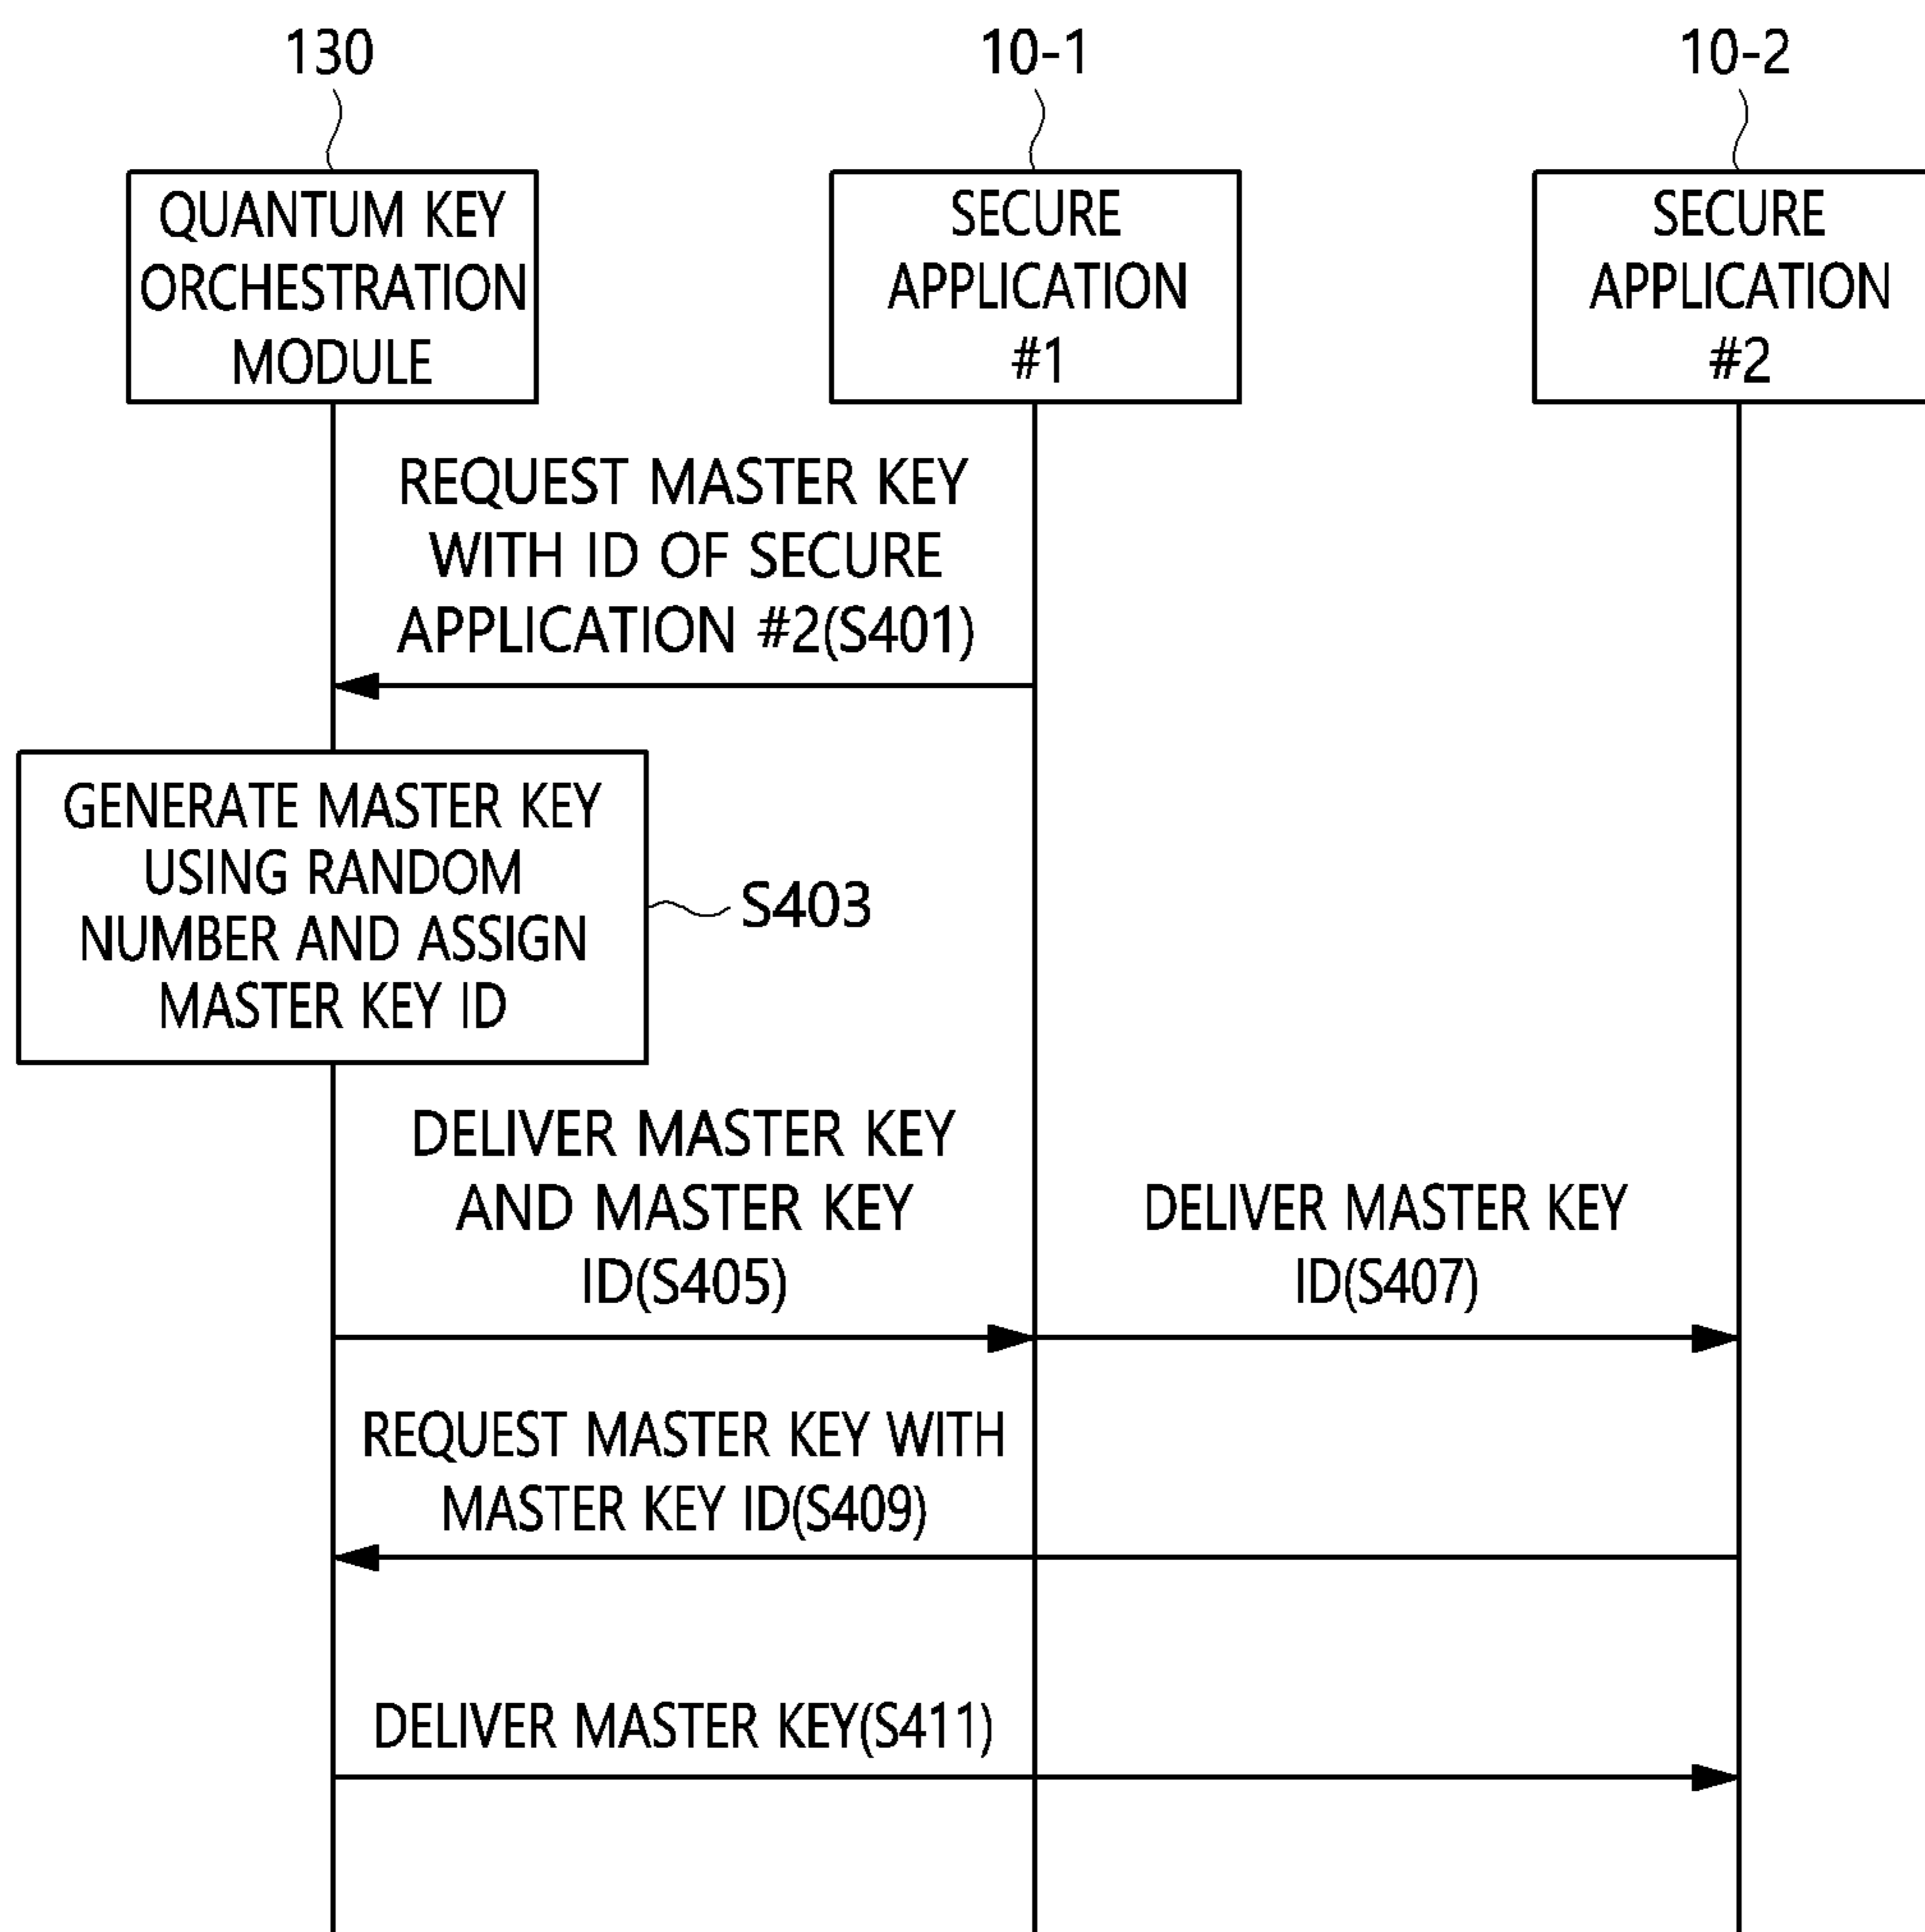 130
10-1
10-2
QUANTUM KEY
ORCHESTRATION
MODULE
SECURE
APPLICATION
#1
SECURE
APPLICATION
#2
REQUEST MASTER KEY
WITH ID OF SECURE
APPLICATION #2(S401)
GENERATE MASTER KEY
USING RANDOM
NUMBER AND ASSIGN
MASTER KEY ID
S403
DELIVER MASTER KEY
AND MASTER KEY
ID(S405)
DELIVER MASTER KEY
ID(S407)
REQUEST MASTER KEY WITH
MASTER KEY ID(S409)
DELIVER MASTER KEY(S411)